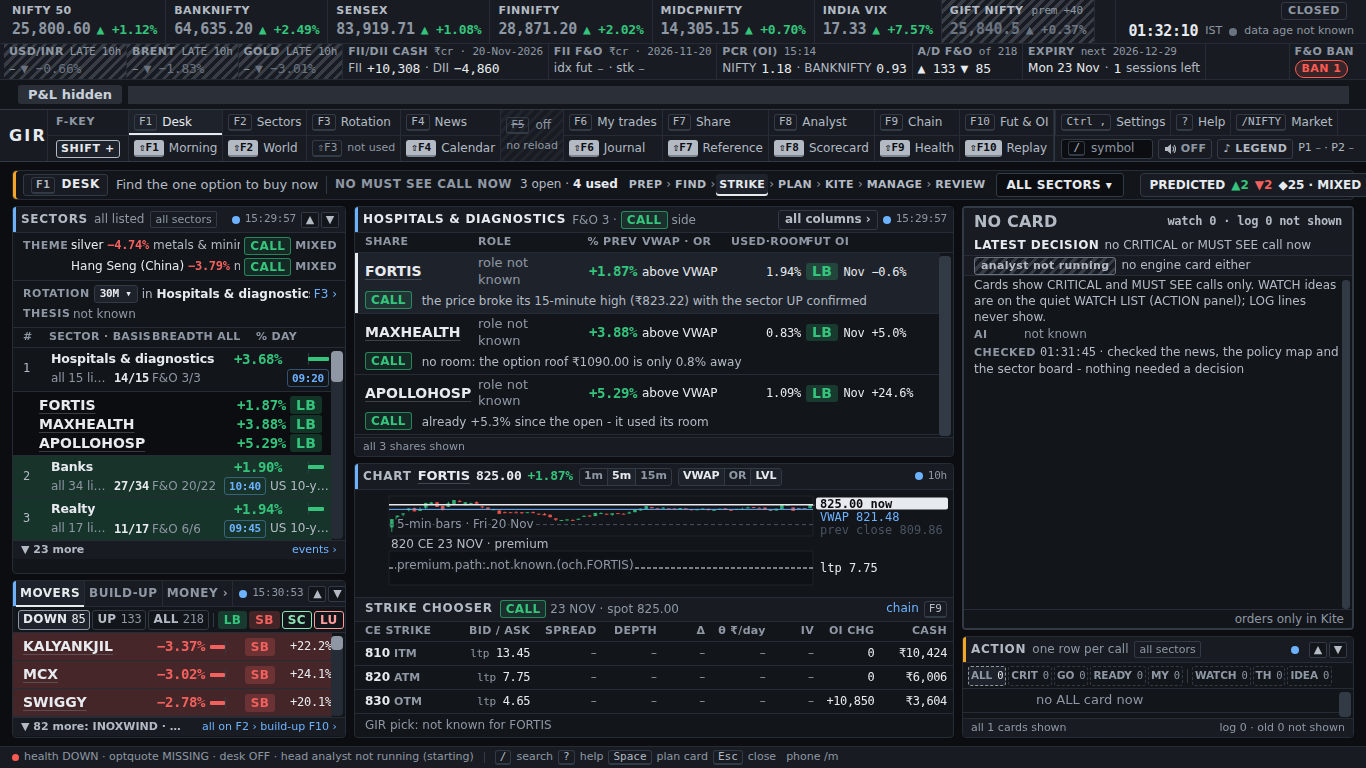 NIFTY 50
25,800.60 ▲ +1.12%
BANKNIFTY
64,635.20 ▲ +2.49%
SENSEX
83,919.71 ▲ +1.08%
FINNIFTY
28,871.20 ▲ +2.02%
MIDCPNIFTY
14,305.15 ▲ +0.70%
INDIA VIX
17.33 ▲ +7.57%
GIFT NIFTY prem +40
25,840.5 ▲ +0.37%
CLOSED
01:32:10 IST ● data age not known
USD/INR LATE 10h
– ▼ −0.66%
BRENT LATE 10h
– ▼ −1.83%
GOLD LATE 10h
– ▼ −3.01%
FII/DII CASH ₹cr · 20-Nov-2026
FII +10,308 · DII −4,860
FII F&O ₹cr · 2026-11-20
idx fut – · stk –
PCR (OI) 15:14
NIFTY 1.18 · BANKNIFTY 0.93
A/D F&O of 218
▲ 133 ▼ 85
EXPIRY next 2026-12-29
Mon 23 Nov · 1 sessions left
F&O BAN
BAN 1
P&L hidden
GIR
F-KEY
F1 Desk
F2 Sectors
F3 Rotation
F4 News
F5 off
no reload
F6 My trades
F7 Share
F8 Analyst
F9 Chain
F10 Fut & OI
Ctrl , Settings
? Help
/NIFTY Market
SHIFT +
⇧F1 Morning
⇧F2 World
⇧F3 not used
⇧F4 Calendar
⇧F6 Journal
⇧F7 Reference
⇧F8 Scorecard
⇧F9 Health
⇧F10 Replay
/ symbol
OFF
♪ LEGEND
P1 – · P2 –
F1 DESK
Find the one option to buy now
NO MUST SEE CALL NOW 3 open · 4 used
PREP › FIND › STRIKE › PLAN › KITE › MANAGE › REVIEW
ALL SECTORS ▾
PREDICTED ▲2 ▼2 ◆25 · MIXED
SECTORS all listed all sectors ● 15:29:57 ▲ ▼
THEME silver −4.74% metals & minir CALL MIXED
Hang Seng (China) −3.79% n CALL MIXED
ROTATION 30M ▾ in Hospitals & diagnostic: F3 ›
THESIS not known
# SECTOR · BASIS BREADTH ALL % DAY
1 Hospitals & diagnostics +3.68%
all 15 li… 14/15 F&O 3/3 09:20
FORTIS +1.87% LB
MAXHEALTH +3.88% LB
APOLLOHOSP +5.29% LB
2 Banks +1.90%
all 34 li… 27/34 F&O 20/22 10:40 US 10-y…
3 Realty +1.94%
all 17 li… 11/17 F&O 6/6 09:45 US 10-y…
▼ 23 more events ›
MOVERS BUILD-UP MONEY › ● 15:30:53 ▲ ▼
DOWN 85 UP 133 ALL 218 LB SB SC LU
KALYANKJIL −3.37% SB +22.2%
MCX −3.02% SB +24.1%
SWIGGY −2.78% SB +20.1%
▼ 82 more: INOXWIND · … all on F2 › build-up F10 ›
HOSPITALS & DIAGNOSTICS F&O 3 · CALL side all columns › ● 15:29:57
SHARE ROLE % PREV VWAP · OR USED·ROOM FUT OI
FORTIS role not known +1.87% above VWAP 1.94% LB Nov −0.6%
CALL the price broke its 15-minute high (₹823.22) with the sector UP confirmed
MAXHEALTH role not known +3.88% above VWAP 0.83% LB Nov +5.0%
CALL no room: the option roof ₹1090.00 is only 0.8% away
APOLLOHOSP role not known +5.29% above VWAP 1.09% LB Nov +24.6%
CALL already +5.3% since the open - it used its room
all 3 shares shown
CHART FORTIS 825.00 +1.87% 1m 5m 15m VWAP OR LVL ● 10h
825.00 now
VWAP 821.48
prev close 809.86
5-min bars · Fri 20 Nov
820 CE 23 NOV · premium
premium path: not known (och.FORTIS)
ltp 7.75
STRIKE CHOOSER CALL 23 NOV · spot 825.00 chain F9
CE STRIKE BID / ASK SPREAD DEPTH Δ θ ₹/day IV OI CHG CASH
810 ITM ltp 13.45 – – – – – 0 ₹10,424
820 ATM ltp 7.75 – – – – – 0 ₹6,006
830 OTM ltp 4.65 – – – – – +10,850 ₹3,604
GIR pick: not known for FORTIS
NO CARD watch 0 · log 0 not shown
LATEST DECISION no CRITICAL or MUST SEE call now
analyst not running no engine card either
Cards show CRITICAL and MUST SEE calls only. WATCH ideas
are on the quiet WATCH LIST (ACTION panel); LOG lines
never show.
AI not known
CHECKED 01:31:45 · checked the news, the policy map and
the sector board - nothing needed a decision
orders only in Kite
ACTION one row per call all sectors ● ▲ ▼
ALL 0 CRIT 0 GO 0 READY 0 MY 0 WATCH 0 TH 0 IDEA 0
no ALL card now
all 1 cards shown log 0 · old 0 not shown
● health DOWN · optquote MISSING · desk OFF · head analyst not running (starting) / search ? help Space plan card Esc close phone /m